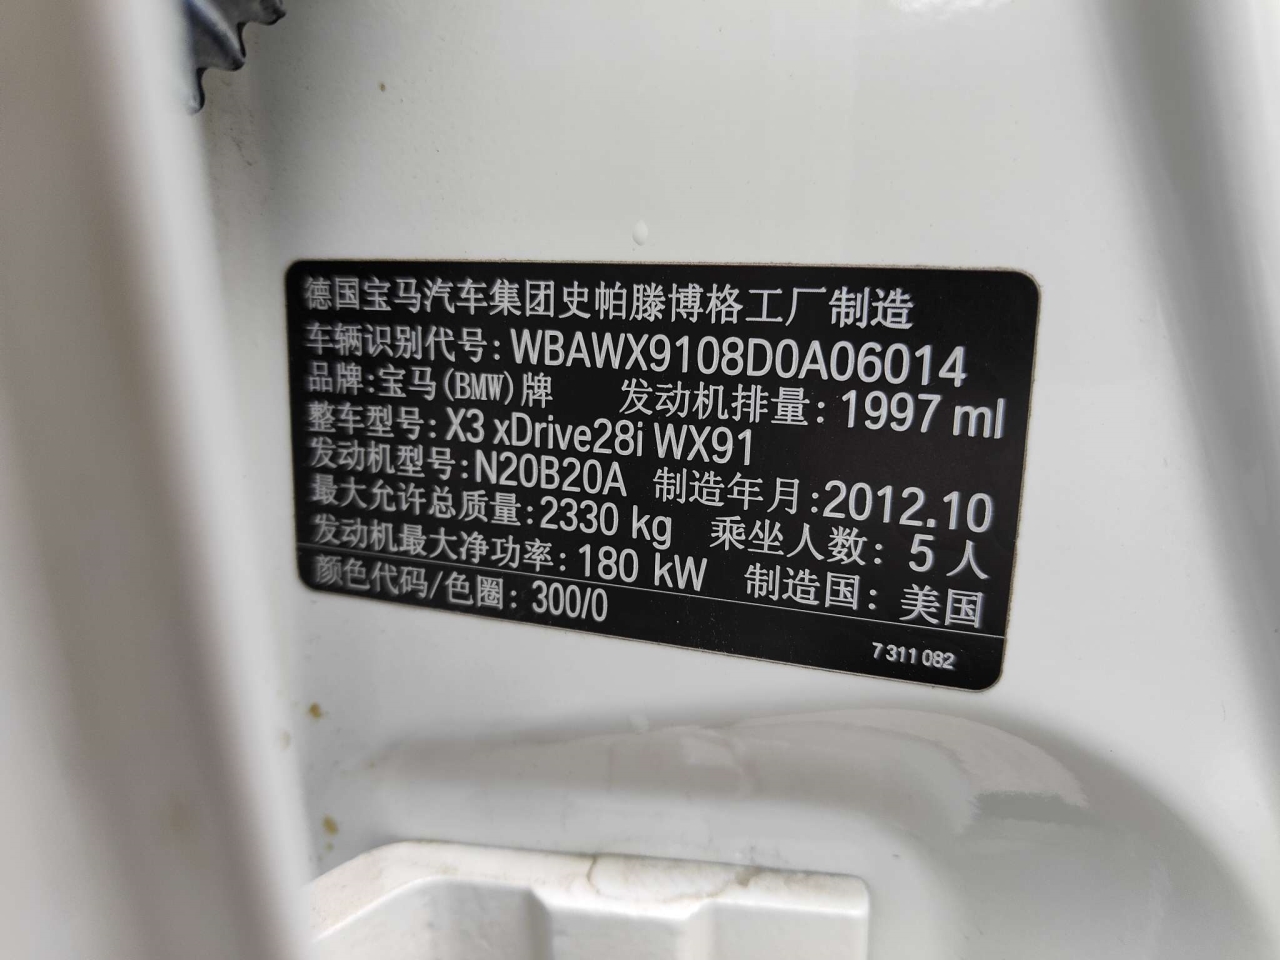 德国宝马汽车集团史帕滕博格工厂制造
车辆识别代号: WBAWX9108D0A06014
品牌:宝马(BMW)牌 发动机排量: 1997 ml
整车型号: X3 xDrive28i WX91
发动机型号: N20B20A 制造年月:2012.10
最大允许总质量:2330 kg 乘坐人数: 5 人
发动机最大净功率: 180 kW 制造国: 美国
颜色代码/色圈: 300/0
7 311 082